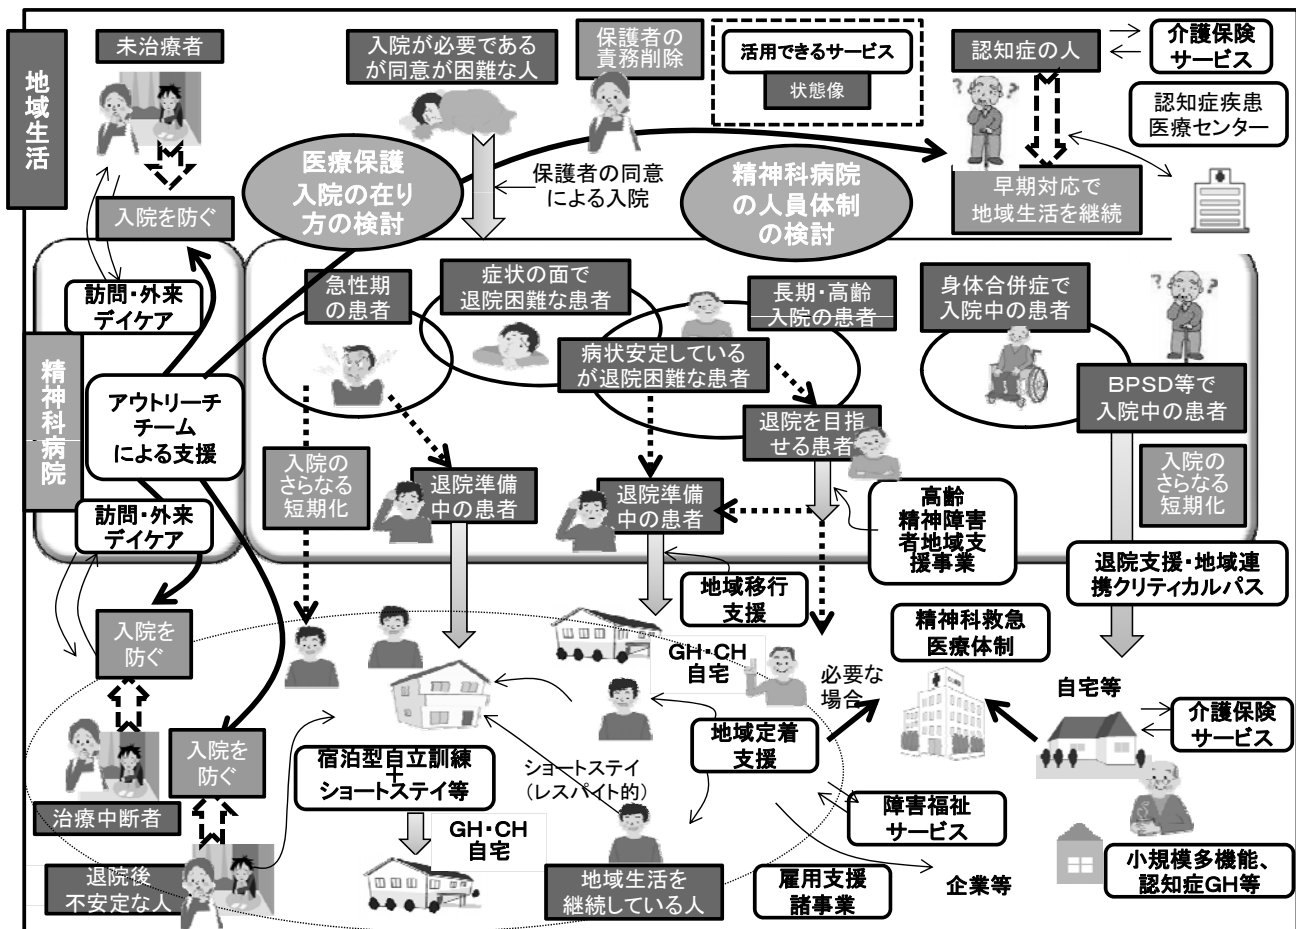 地域生活
未治療者
入院が必要である
が同意が困難な人
保護者の
責務削除
活用できるサービス
状態像
認知症の人
介護保険
サービス
認知症疾患
医療センター
医療保護
入院の在り
方の検討
保護者の同意
による入院
精神科病院
の人員体制
の検討
早期対応で
地域生活を継続
入院を防ぐ
精神科病院
訪問・外来
デイケア
急性期
の患者
症状の面で
退院困難な患者
長期・高齢
入院の患者
身体合併症で
入院中の患者
病状安定している
が退院困難な患者
BPSD等で
入院中の患者
アウトリーチ
チーム
による支援
退院を目指
せる患者
入院の
さらなる
短期化
退院準備
中の患者
退院準備
中の患者
高齢
精神障害
者地域支
援事業
入院の
さらなる
短期化
訪問・外来
デイケア
退院支援・地域連
携クリティカルパス
地域移行
支援
入院を
防ぐ
精神科救急
医療体制
GH・CH
自宅
必要な
場合
自宅等
入院を
防ぐ
宿泊型自立訓練
+
ショートステイ等
ショートステイ
(レスパイト的)
地域定着
支援
介護保険
サービス
治療中断者
GH・CH
自宅
障害福祉
サービス
退院後
不安定な人
地域生活を
継続している人
雇用支援
諸事業
企業等
小規模多機能、
認知症GH等